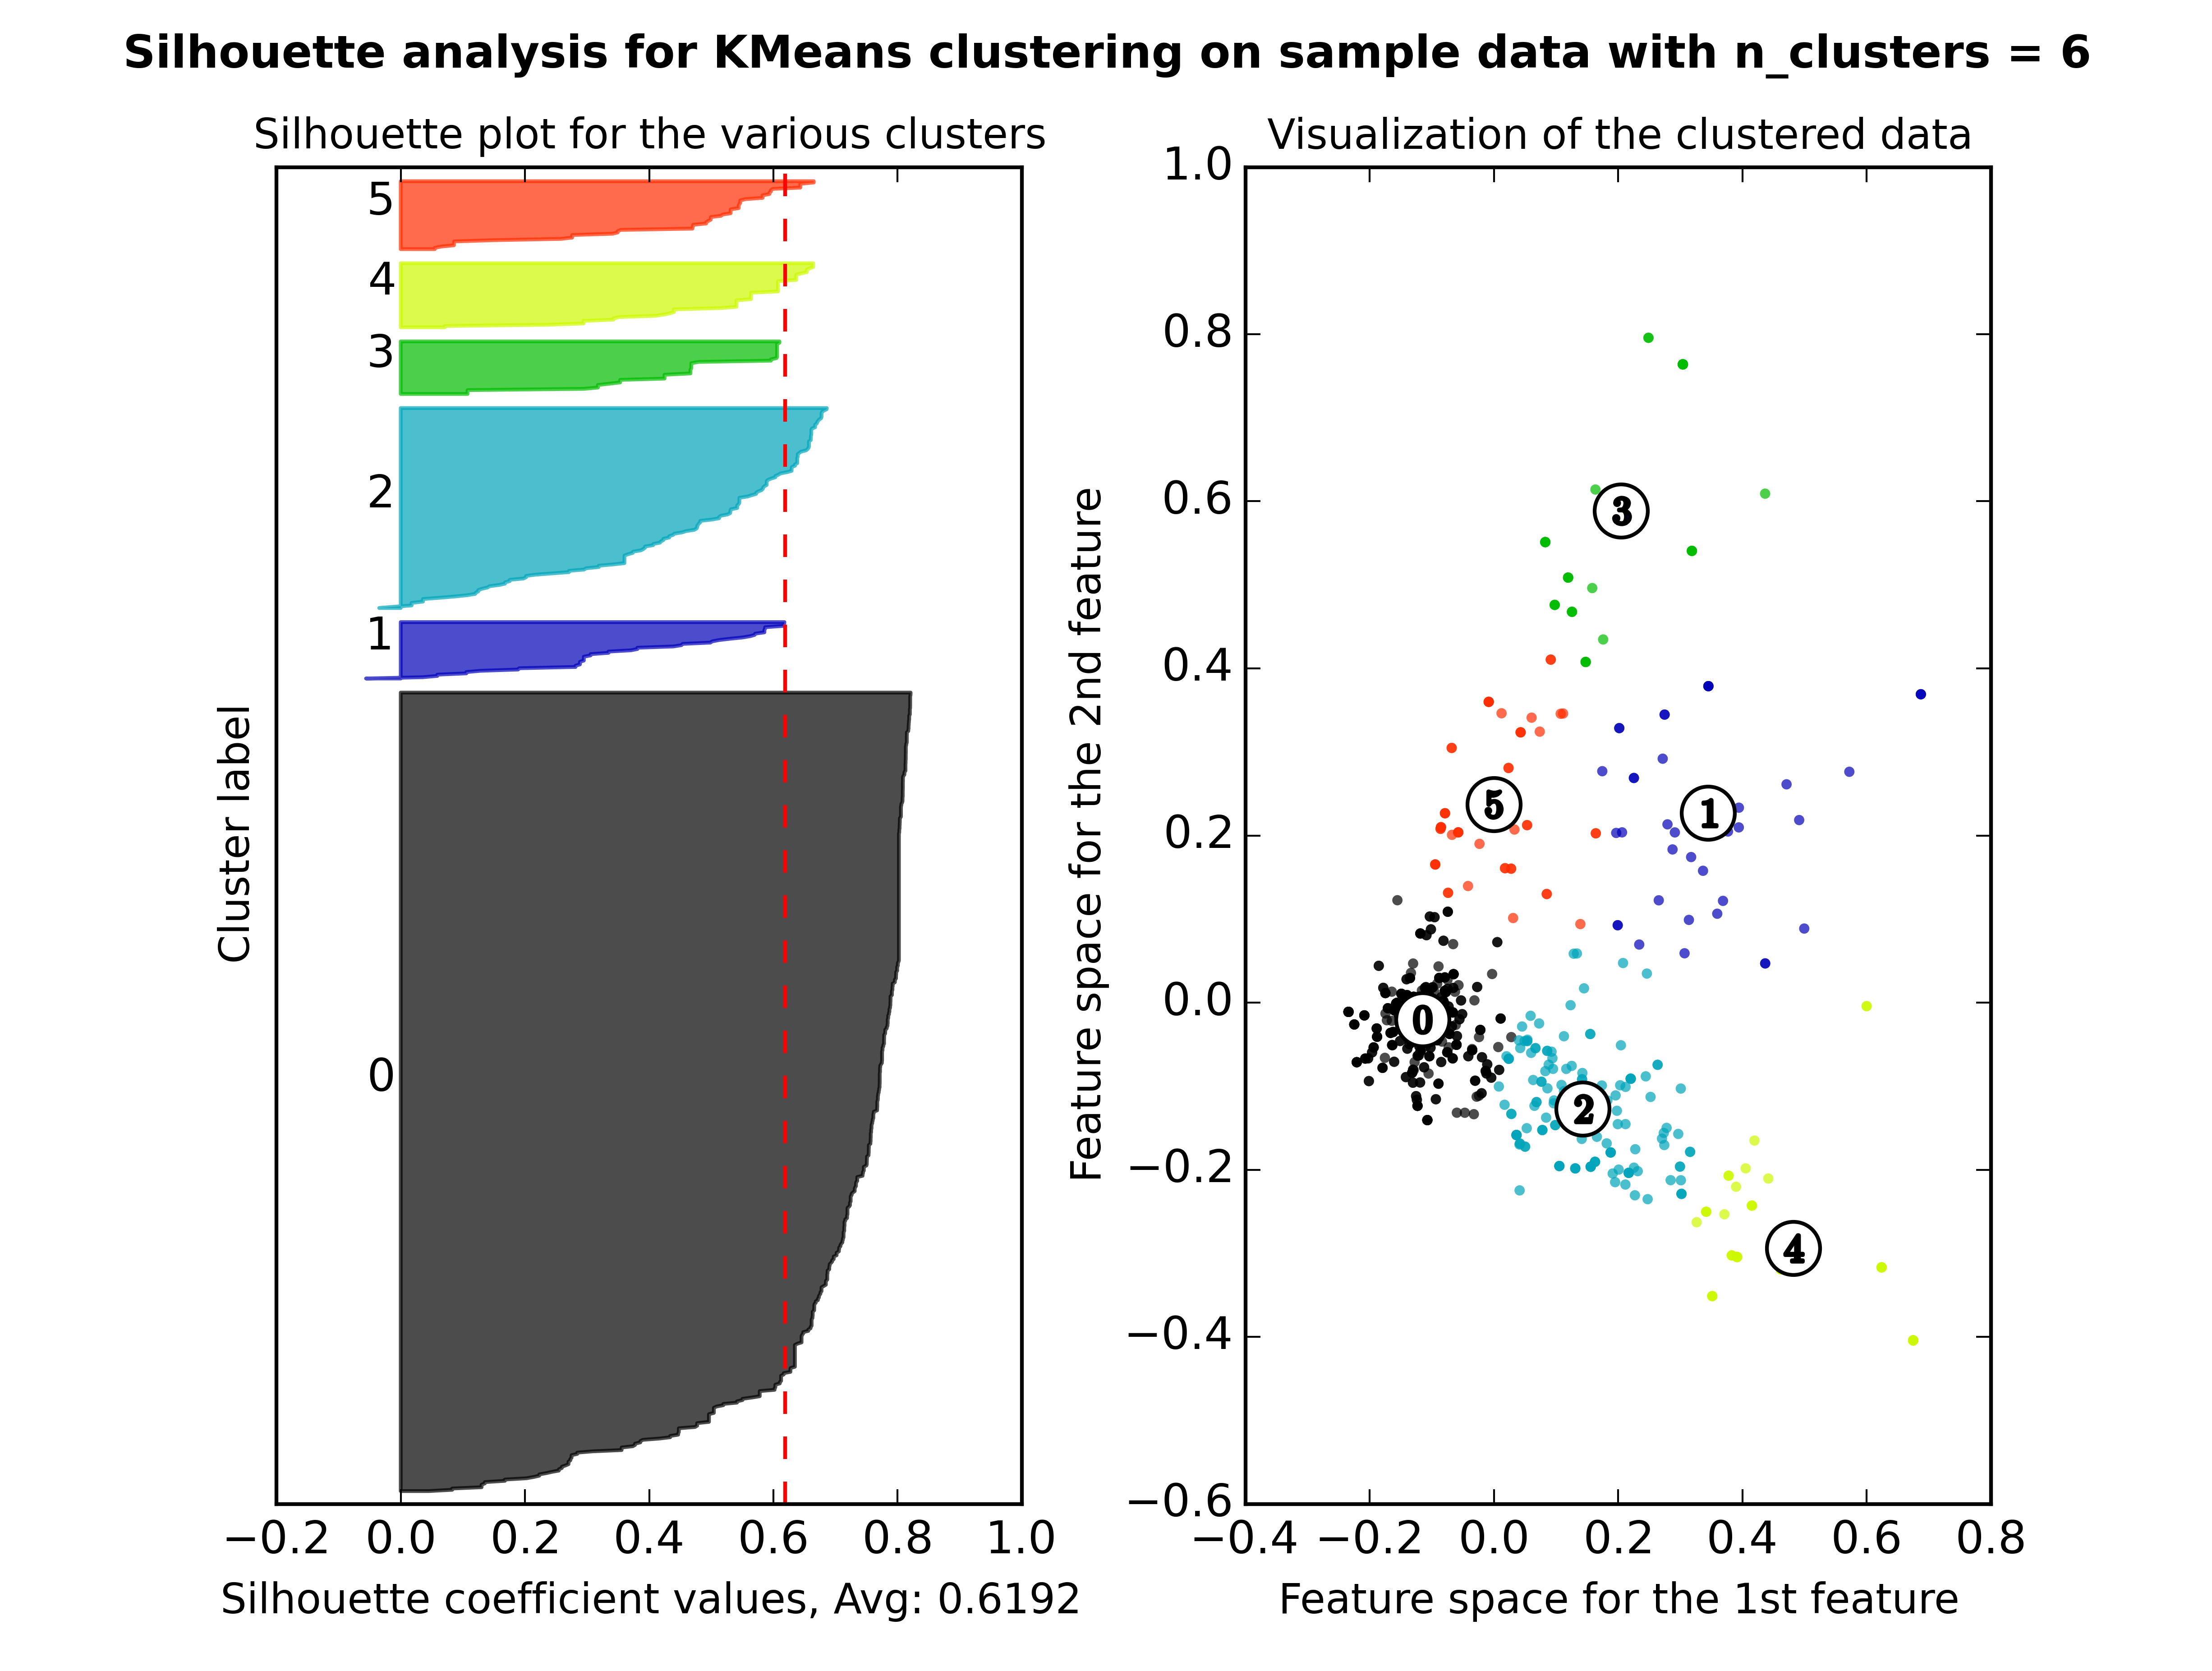 Silhouette analysis for KMeans clustering on sample data with n_clusters = 6
Silhouette plot for the various clusters
5
4
3
2
1
0
Cluster label
−0.2 0.0 0.2 0.4 0.6 0.8 1.0
Silhouette coefficient values, Avg: 0.6192
Visualization of the clustered data
1.0
0.8
0.6
0.4
0.2
0.0
−0.2
−0.4
−0.6
Feature space for the 2nd feature
3
5
1
0
2
4
−0.4 −0.2 0.0 0.2 0.4 0.6 0.8
Feature space for the 1st feature